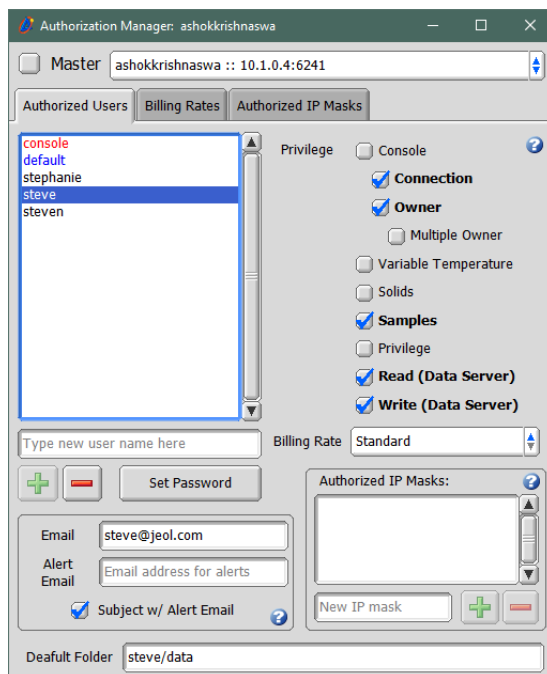 Authorization Manager: ashokkrishnaswa
Master ashokkrishnaswa :: 10.1.0.4:6241
Authorized Users Billing Rates Authorized IP Masks
console
default
stephanie
steve
steven
Privilege
Console
Connection
Owner
Multiple Owner
Variable Temperature
Solids
Samples
Privilege
Read (Data Server)
Write (Data Server)
Type new user name here
Billing Rate Standard
Set Password
Authorized IP Masks:
Email steve@jeol.com
Alert Email Email address for alerts
Subject w/ Alert Email
New IP mask
Deafult Folder steve/data